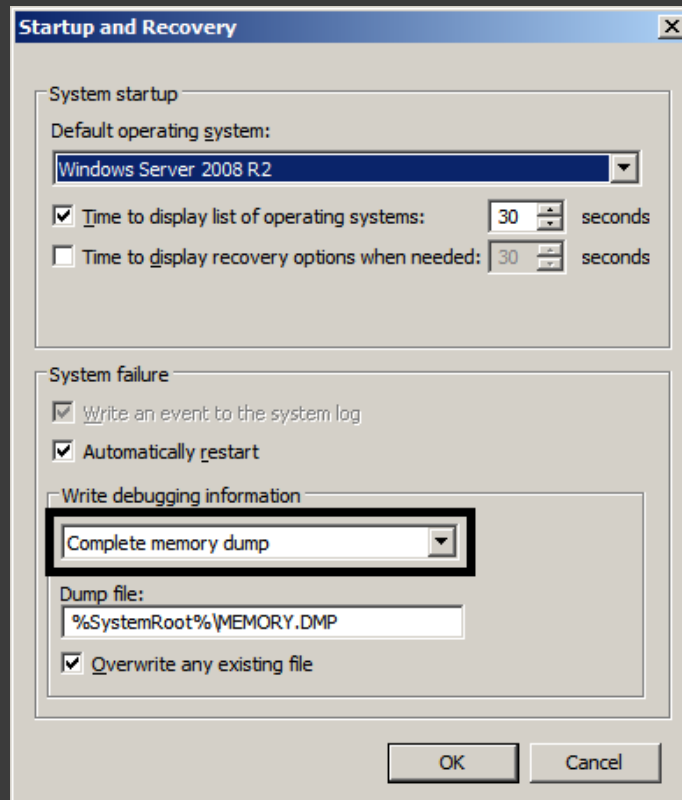 Startup and Recovery
System startup
Default operating system:
Windows Server 2008 R2
Time to display list of operating systems: 30 seconds
Time to display recovery options when needed: 30 seconds
System failure
Write an event to the system log
Automatically restart
Write debugging information
Complete memory dump
Dump file:
%SystemRoot%\MEMORY.DMP
Overwrite any existing file
OK Cancel